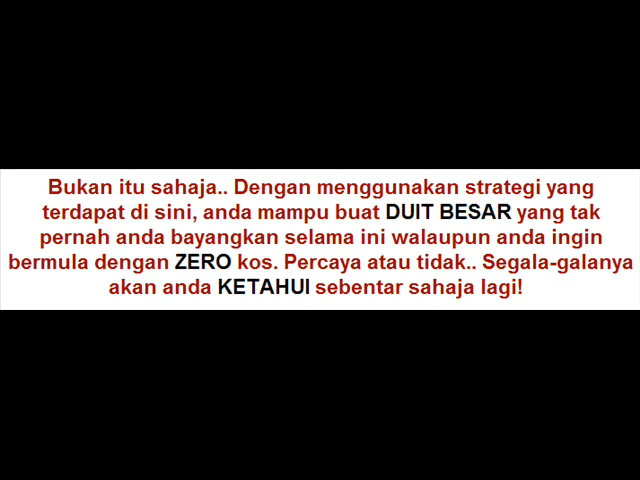 Bukan itu sahaja.. Dengan menggunakan strategi yang
terdapat di sini, anda mampu buat DUIT BESAR yang tak
pernah anda bayangkan selama ini walaupun anda ingin
bermula dengan ZERO kos. Percaya atau tidak.. Segala-galanya
akan anda KETAHUI sebentar sahaja lagi!